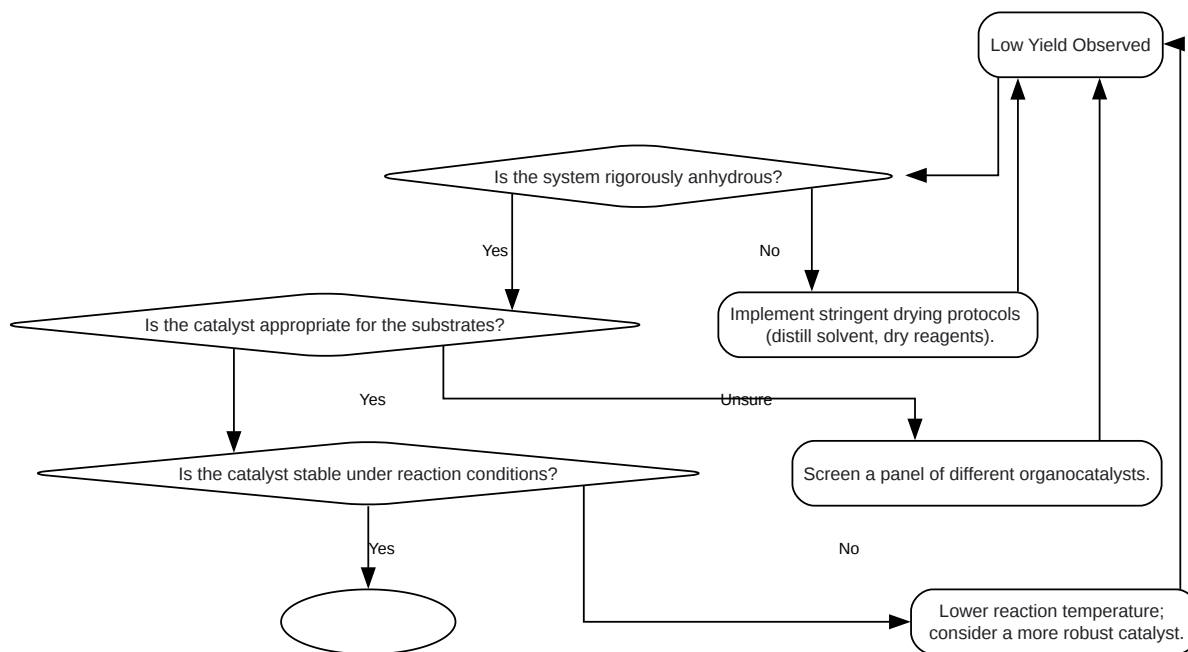 Low Yield Observed
Is the system rigorously anhydrous?
Yes
No
Implement stringent drying protocols
(distill solvent, dry reagents).
Is the catalyst appropriate for the substrates?
Yes
Unsure
Screen a panel of different organocatalysts.
Is the catalyst stable under reaction conditions?
Yes
No
Lower reaction temperature;
consider a more robust catalyst.